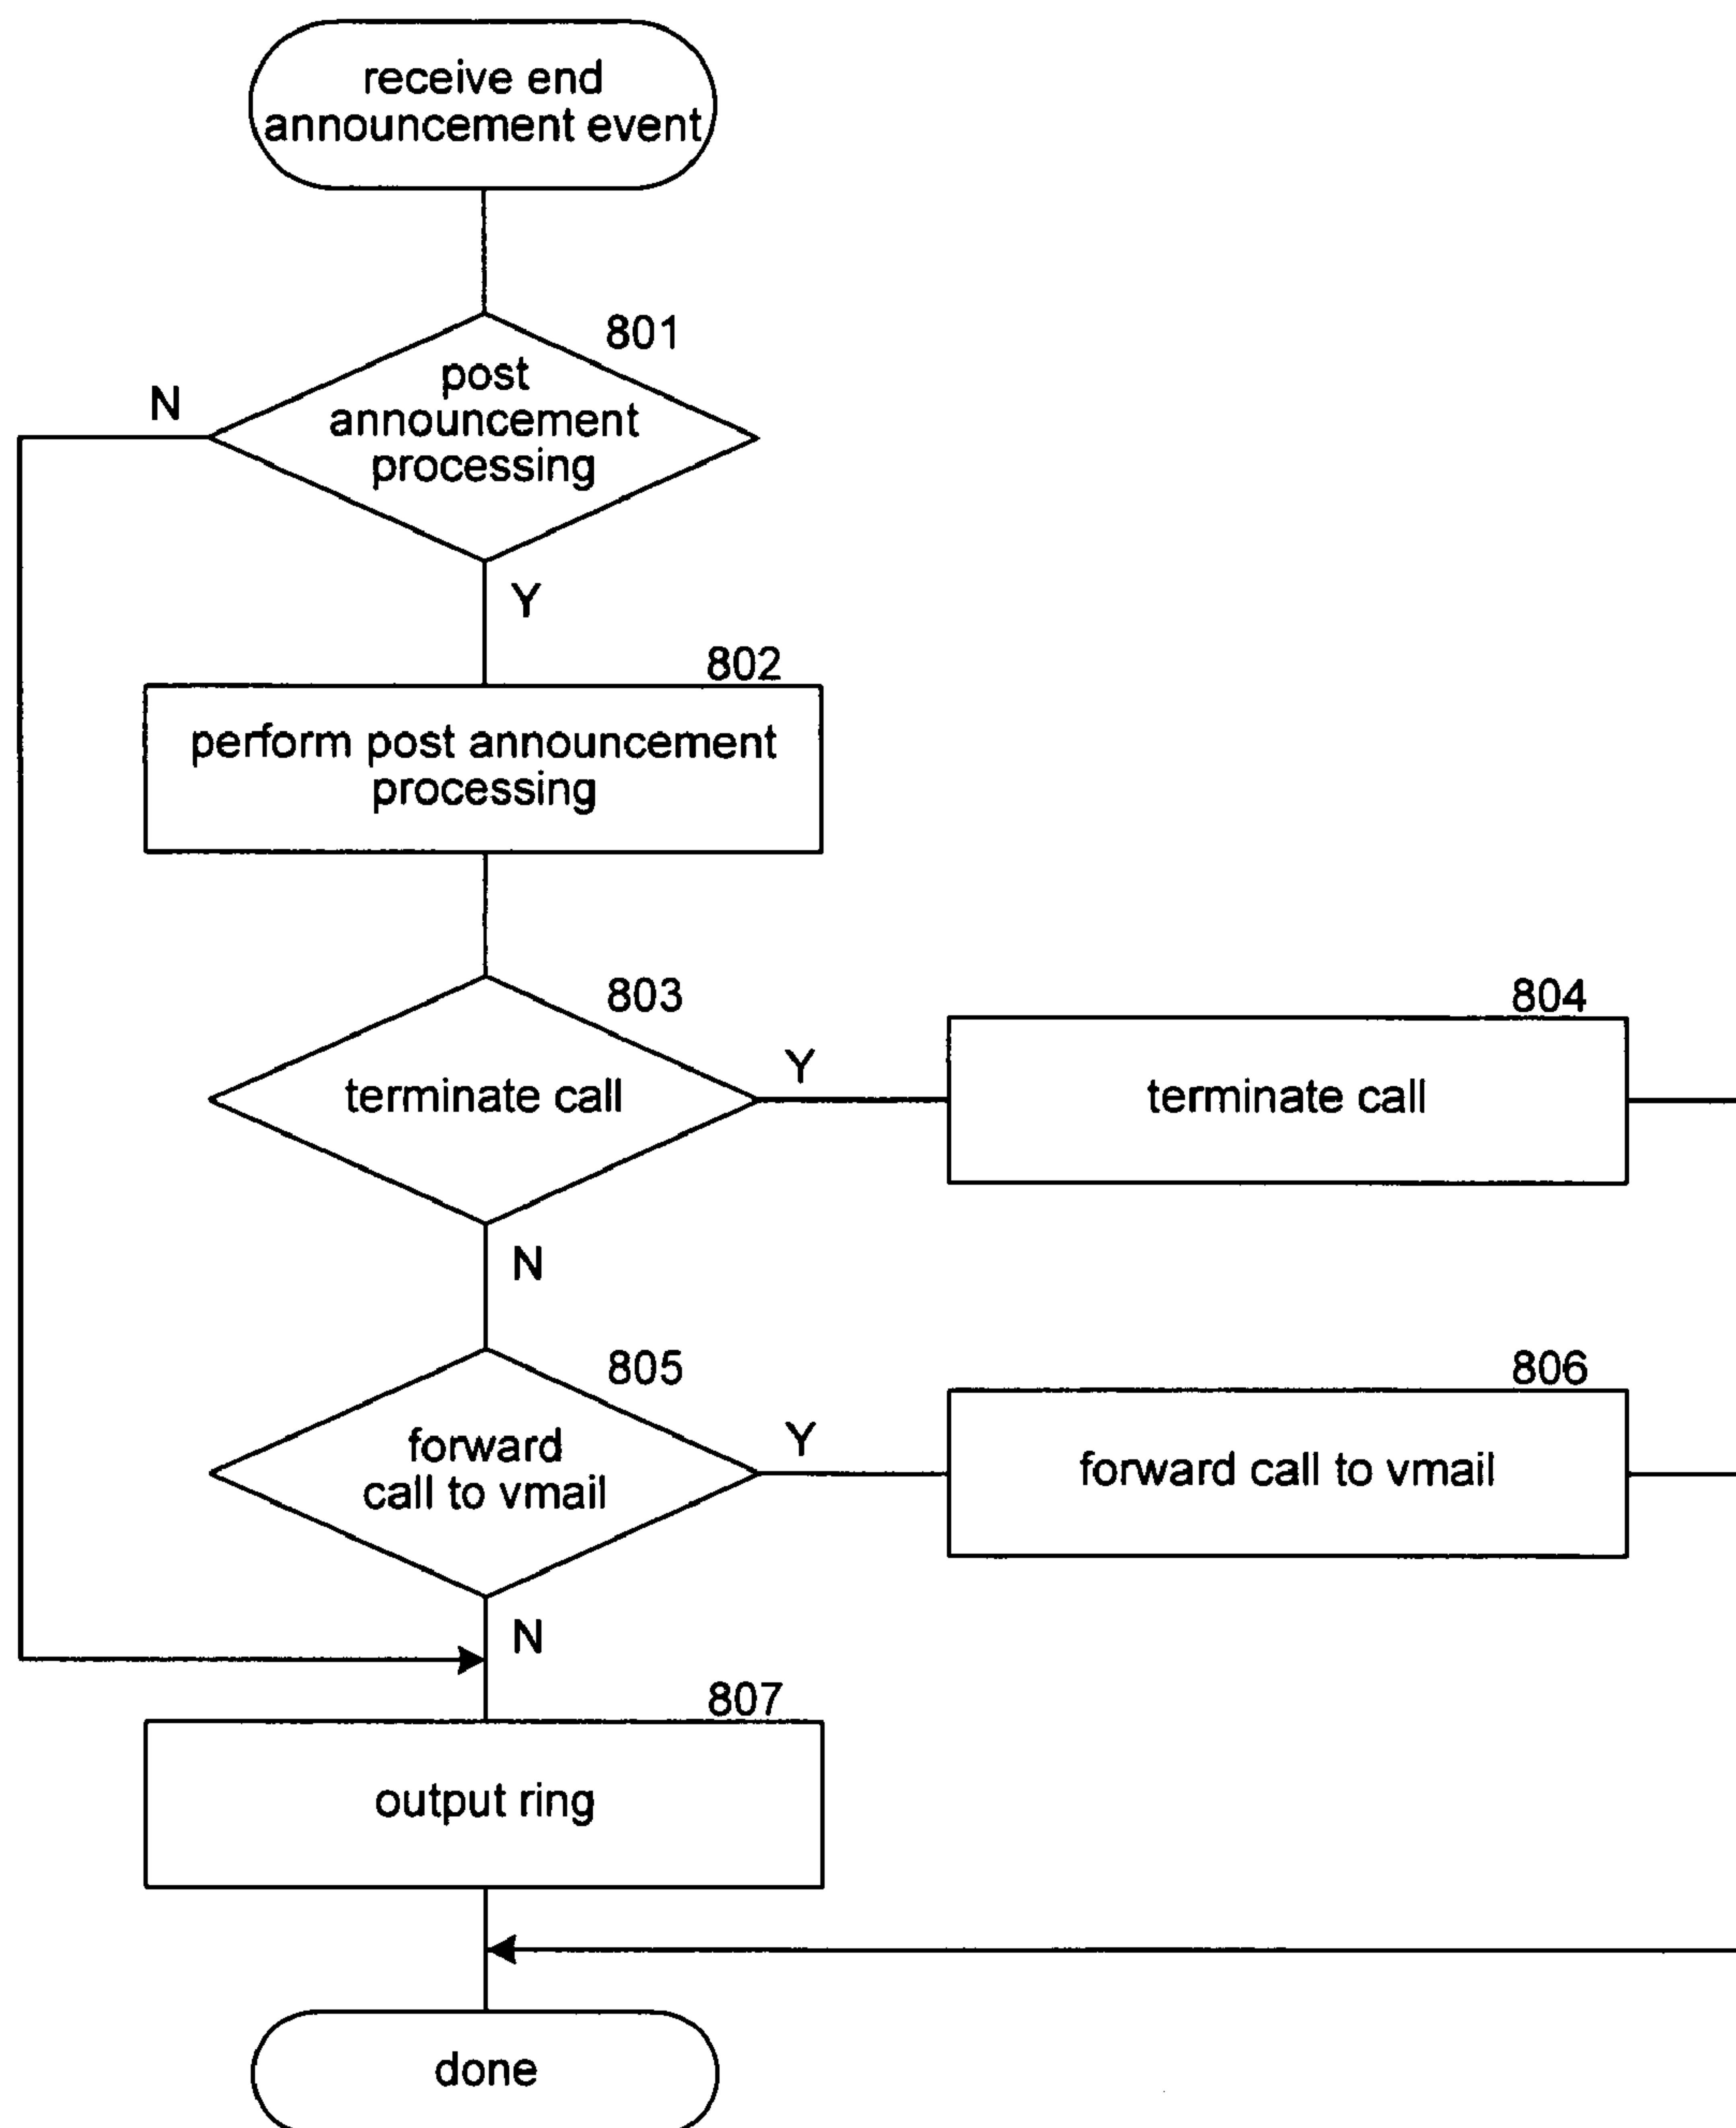 receive end
announcement event
801
post
announcement
processing
N
Y
802
perform post announcement
processing
803
terminate call
Y
804
terminate call
N
805
forward
call to vmail
Y
806
forward call to vmail
N
807
output ring
done